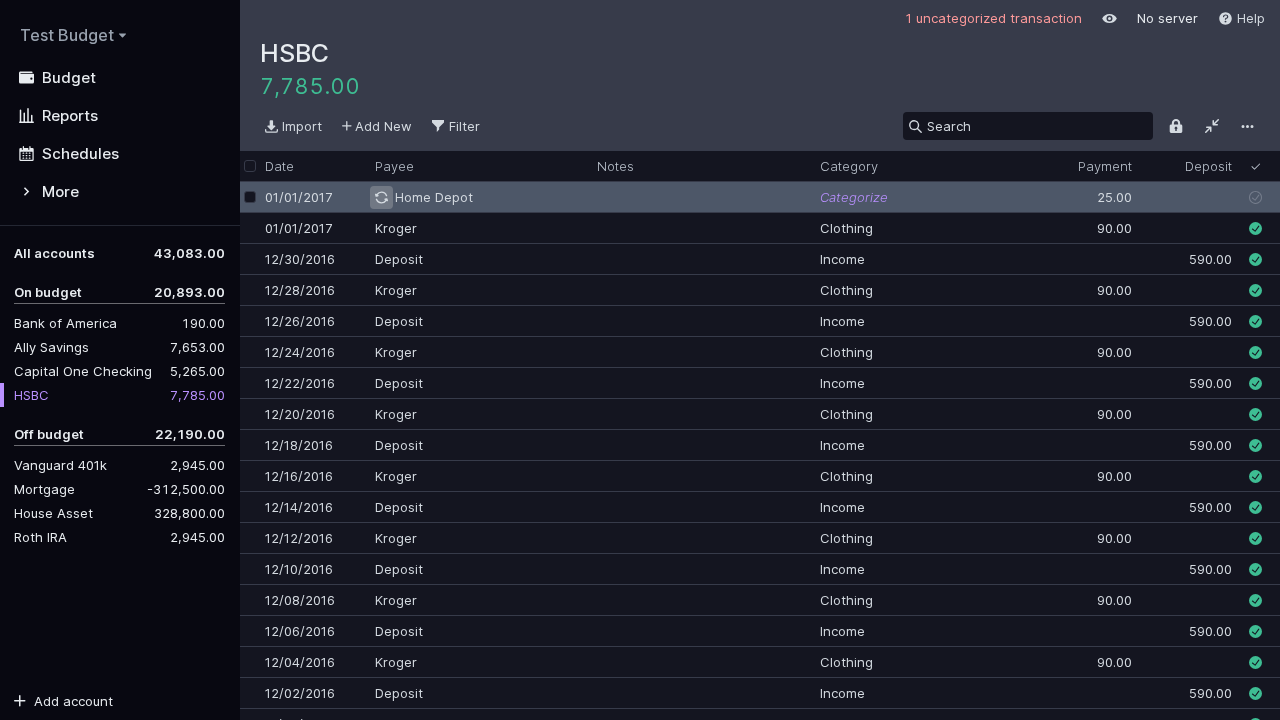 Test Budget
Budget
Reports
Schedules
More
All accounts 43,083.00
On budget 20,893.00
Bank of America 190.00
Ally Savings 7,653.00
Capital One Checking 5,265.00
HSBC 7,785.00
Off budget 22,190.00
Vanguard 401k 2,945.00
Mortgage -312,500.00
House Asset 328,800.00
Roth IRA 2,945.00
Add account
1 uncategorized transaction No server Help
HSBC
7,785.00
Import Add New Filter Search
Date Payee Notes Category Payment Deposit
01/01/2017 Home Depot Categorize 25.00
01/01/2017 Kroger Clothing 90.00
12/30/2016 Deposit Income 590.00
12/28/2016 Kroger Clothing 90.00
12/26/2016 Deposit Income 590.00
12/24/2016 Kroger Clothing 90.00
12/22/2016 Deposit Income 590.00
12/20/2016 Kroger Clothing 90.00
12/18/2016 Deposit Income 590.00
12/16/2016 Kroger Clothing 90.00
12/14/2016 Deposit Income 590.00
12/12/2016 Kroger Clothing 90.00
12/10/2016 Deposit Income 590.00
12/08/2016 Kroger Clothing 90.00
12/06/2016 Deposit Income 590.00
12/04/2016 Kroger Clothing 90.00
12/02/2016 Deposit Income 590.00